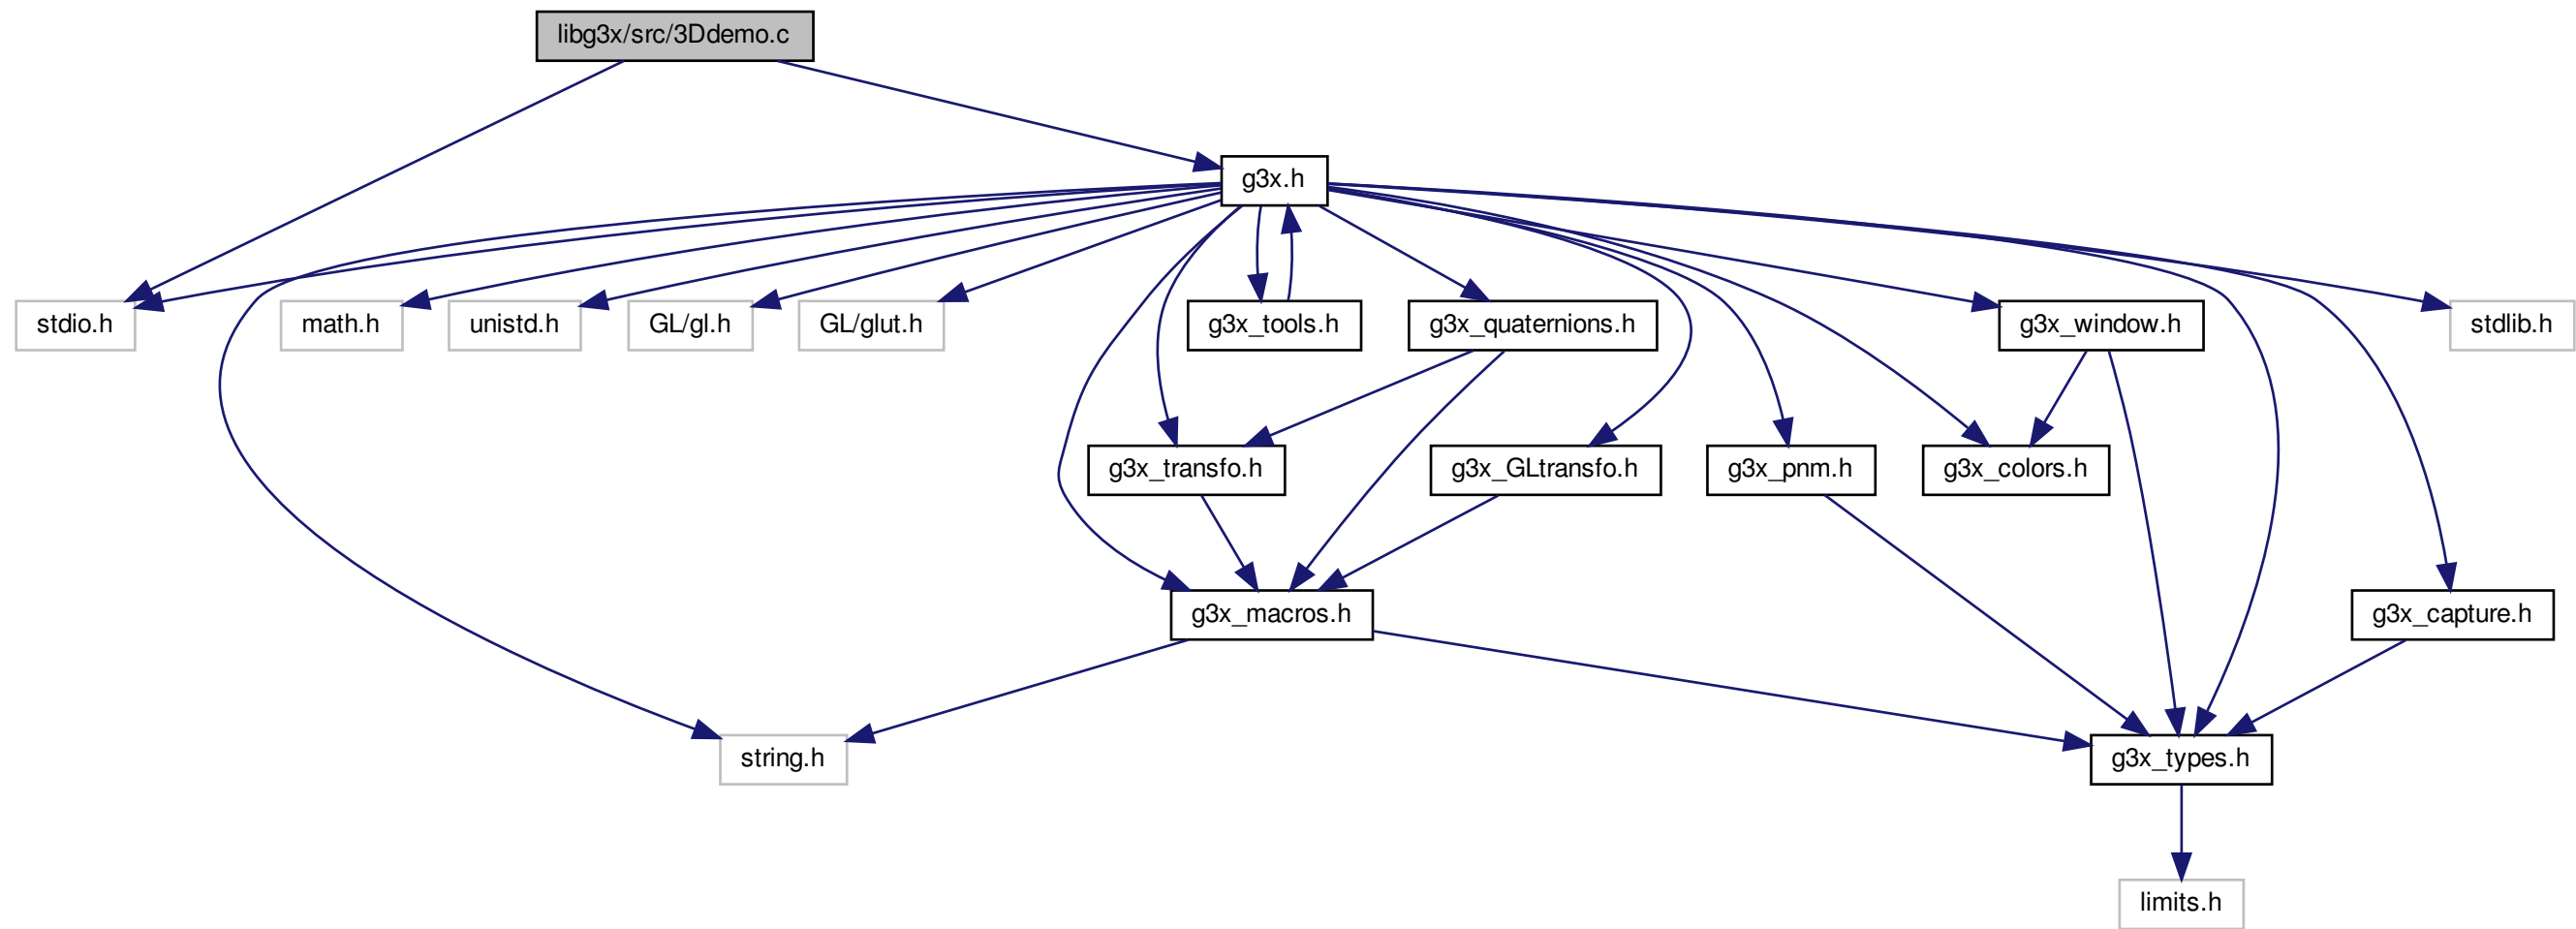 libg3x/src/3Ddemo.c
g3x.h
stdio.h
math.h
unistd.h
GL/gl.h
GL/glut.h
g3x_tools.h
g3x_quaternions.h
g3x_window.h
stdlib.h
g3x_transfo.h
g3x_GLtransfo.h
g3x_pnm.h
g3x_colors.h
g3x_macros.h
g3x_capture.h
string.h
g3x_types.h
limits.h